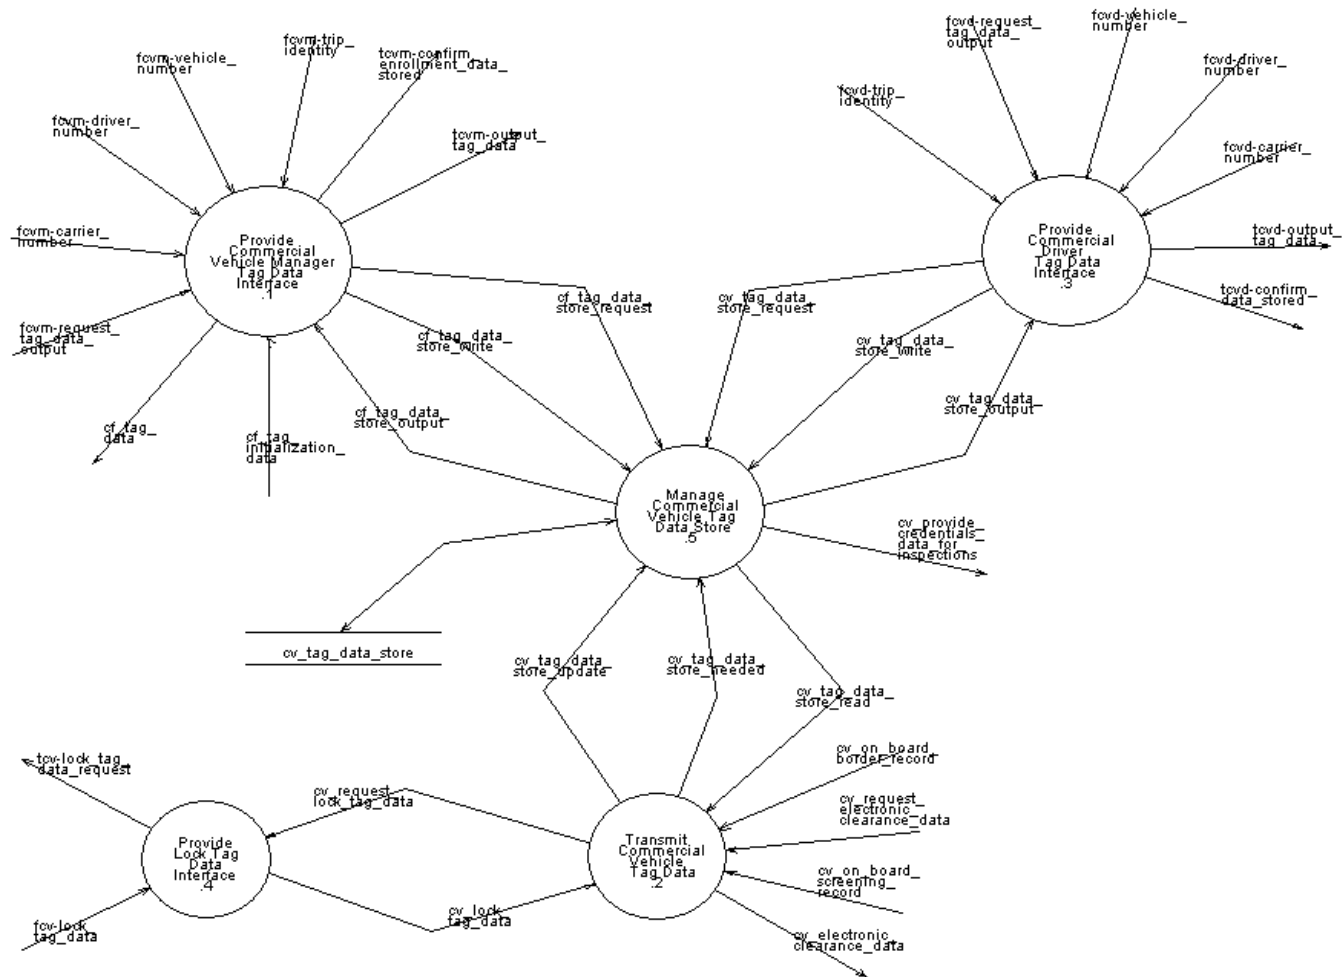 fcvm-vehicle_
number
fcvm-trip_
identity
tcvm-confirm_
enrollment_data_
stored
fcvd-request_
tag_data_
output
fcvd-vehicle_
number
fcvd-driver_
number
fcvd-trip_
identity
fcvm-driver_
number
tcvm-output_
tag_data_
fcvd-carrier_
number
fcvm-carrier_
number
Provide
Commercial
Vehicle Manager
Tag Data
Interface
.1
Provide
Commercial
Driver
Tag Data
Interface
.3
tcvd-output_
tag_data_
tcvd-confirm_
data_stored
cf_tag_data_
store_request
cv_tag_data_
store_request
fcvm-request_
tag_data_
output
cf_tag_data_
store_write
cv_tag_data_
store_write
cf_tag_
data
cf_tag_
initialization_
data
cf_tag_data_
store_output
cv_tag_data_
store_output
Manage
Commercial
Vehicle Tag
Data Store
.5
cv_provide_
credentials_
data_for_
inspections
cv_tag_data_store
cv_tag_data_
store_update
cv_tag_data_
store_needed
cv_tag_data_
store_read
tcv-lock_tag_
data_request
cv_request_
lock_tag_data
cv_on_board_
border_record
cv_request_
electronic_
clearance_data
Provide
Lock Tag
Data
Interface
.4
Transmit
Commercial
Vehicle
Tag Data
.2
cv_on_board_
screening_
record
fcv-lock_
tag_data
cv_lock_
tag_data
cv_electronic_
clearance_data